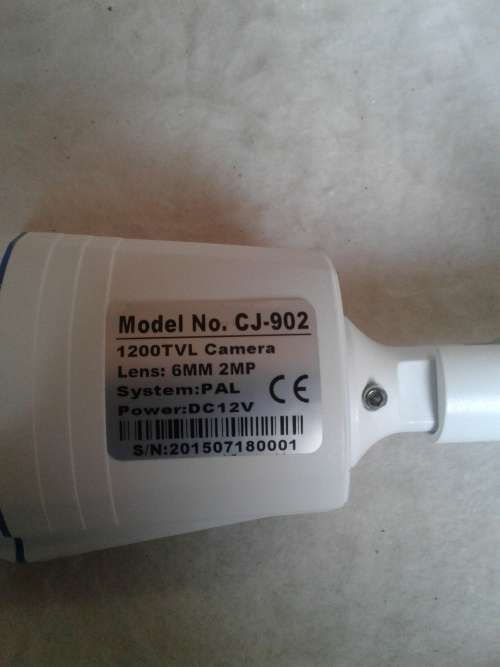 Model No. CJ-902
1200TVL Camera
Lens: 6MM 2MP
System:PAL
CE
Power:DC12V
S/N:201507180001